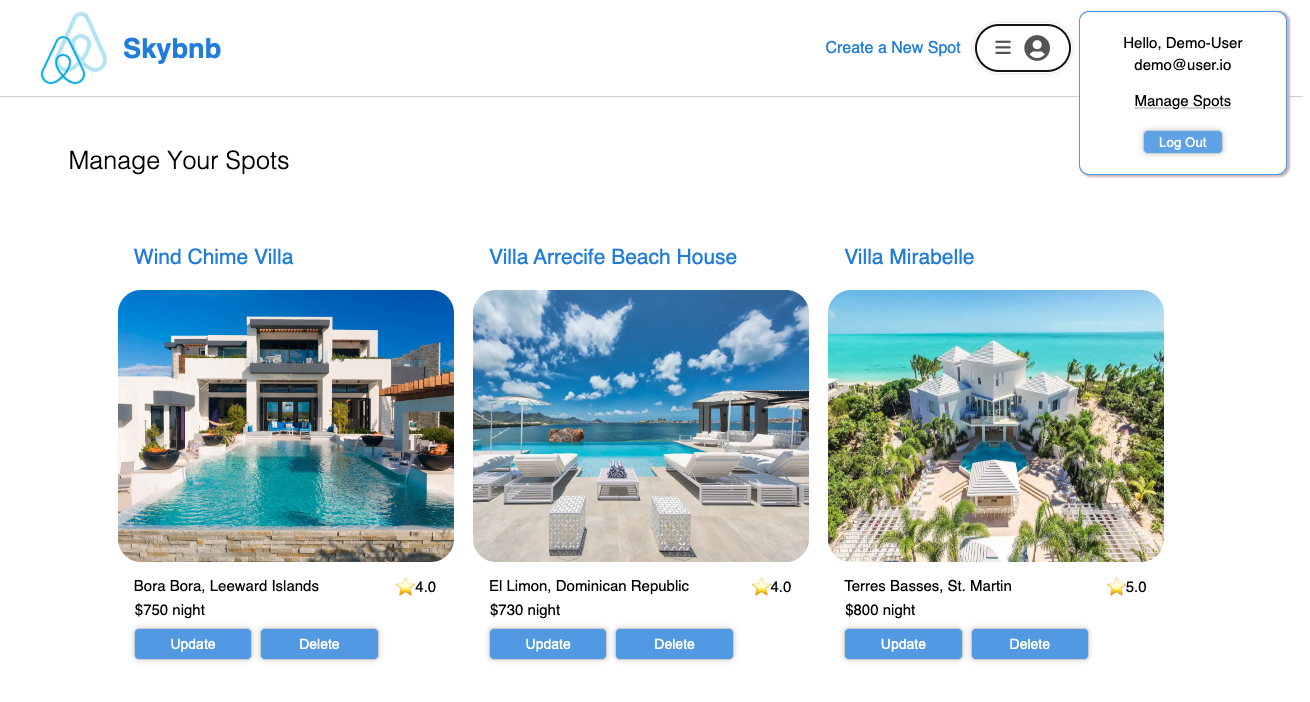 Skybnb
Create a New Spot
Hello, Demo-User
demo@user.io
Manage Spots
Log Out
Manage Your Spots
Wind Chime Villa
Villa Arrecife Beach House
Villa Mirabelle
Bora Bora, Leeward Islands
4.0
$750 night
Update
Delete
El Limon, Dominican Republic
4.0
$730 night
Update
Delete
Terres Basses, St. Martin
5.0
$800 night
Update
Delete